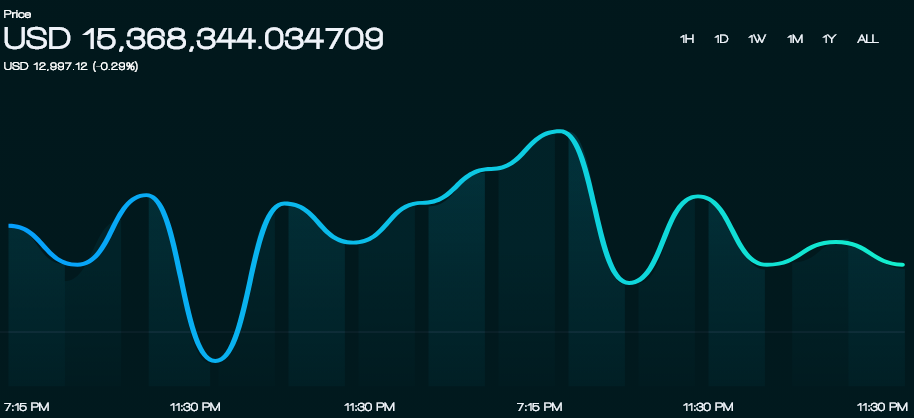 Price
USD 15,368,344.034709
USD 12,997.12 (-0.29%)
1H 1D 1W 1M 1Y ALL
7:15 PM 11:30 PM 11:30 PM 7:15 PM 11:30 PM 11:30 PM